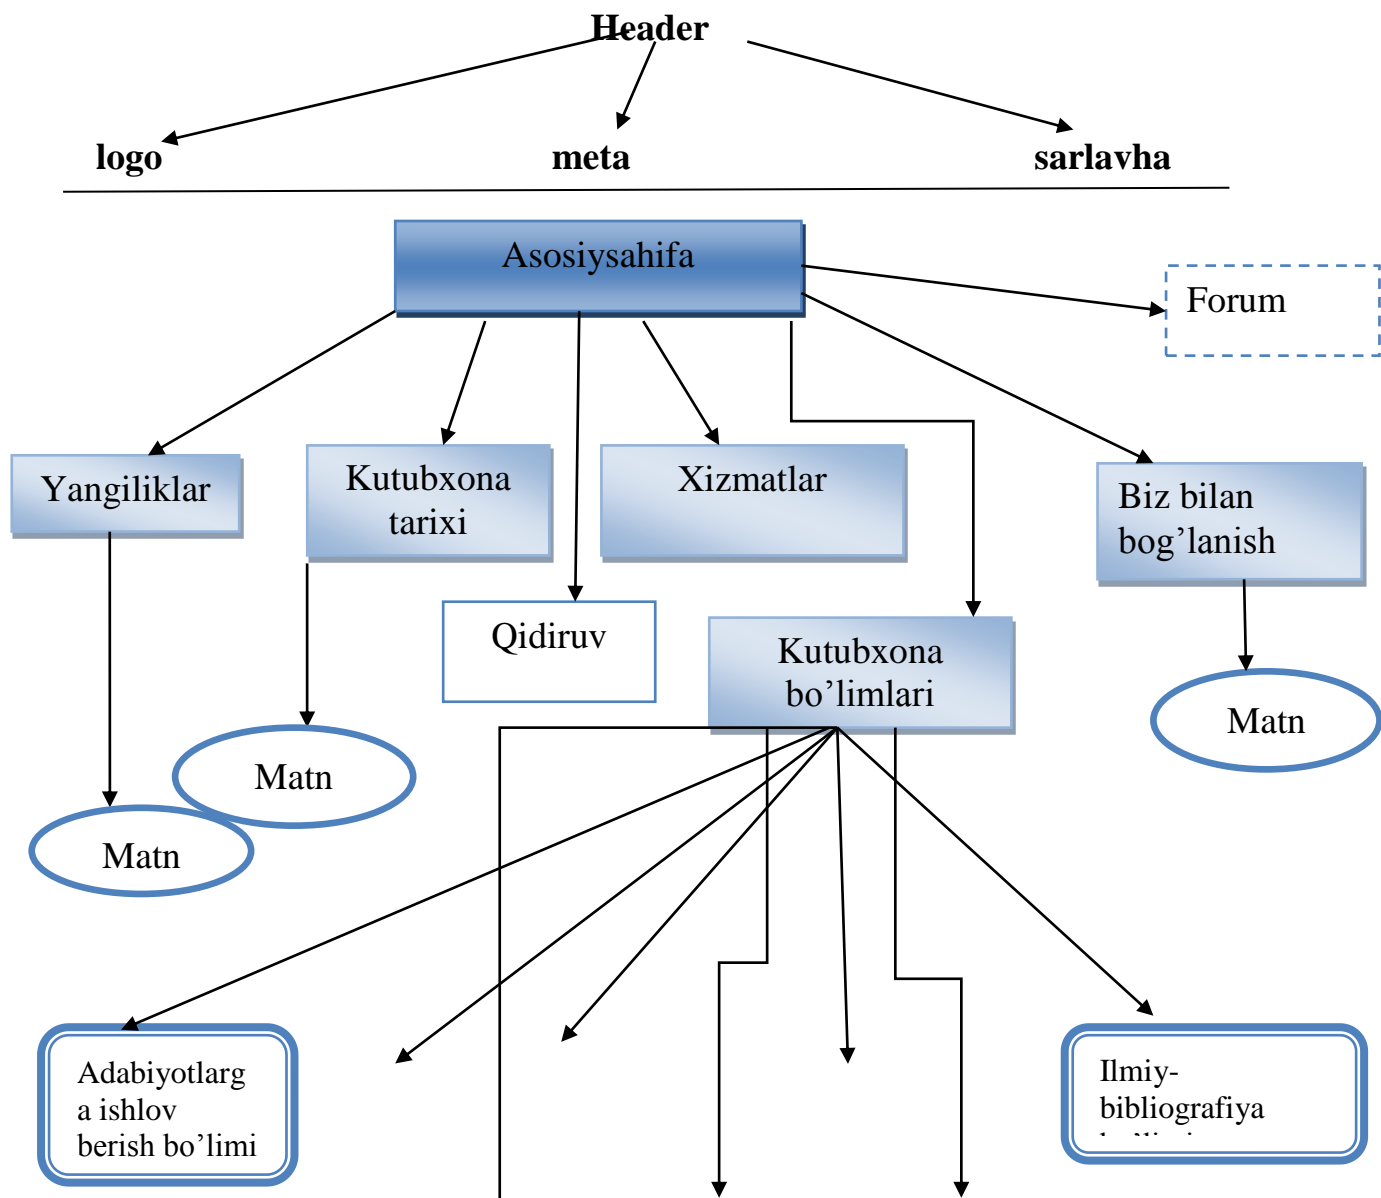 Header
logo meta sarlavha
Asosiysahifa
Forum
Yangiliklar
Kutubxona
tarixi
Xizmatlar
Biz bilan
bog’lanish
Qidiruv
Kutubxona
bo’limlari
Matn
Matn
Matn
Adabiyotlarg
a ishlov
berish bo’limi
Ilmiy-
bibliografiya